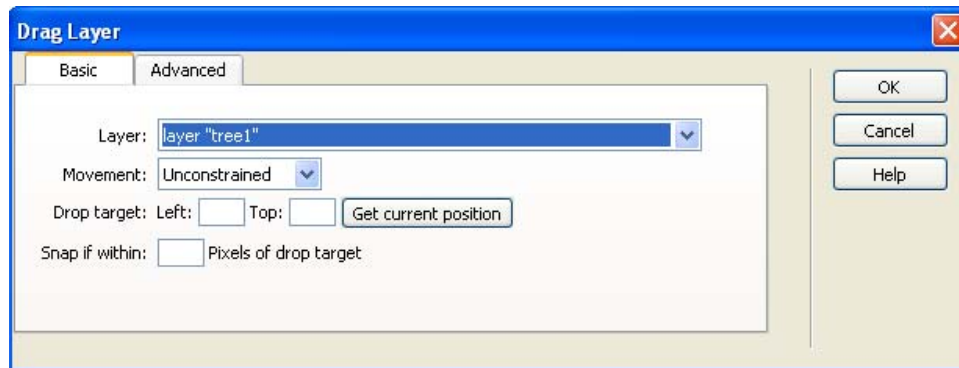 Drag Layer
Basic Advanced
OK
Layer: layer "tree1"
Cancel
Movement: Unconstrained
Help
Drop target: Left: Top: Get current position
Snap if within: Pixels of drop target